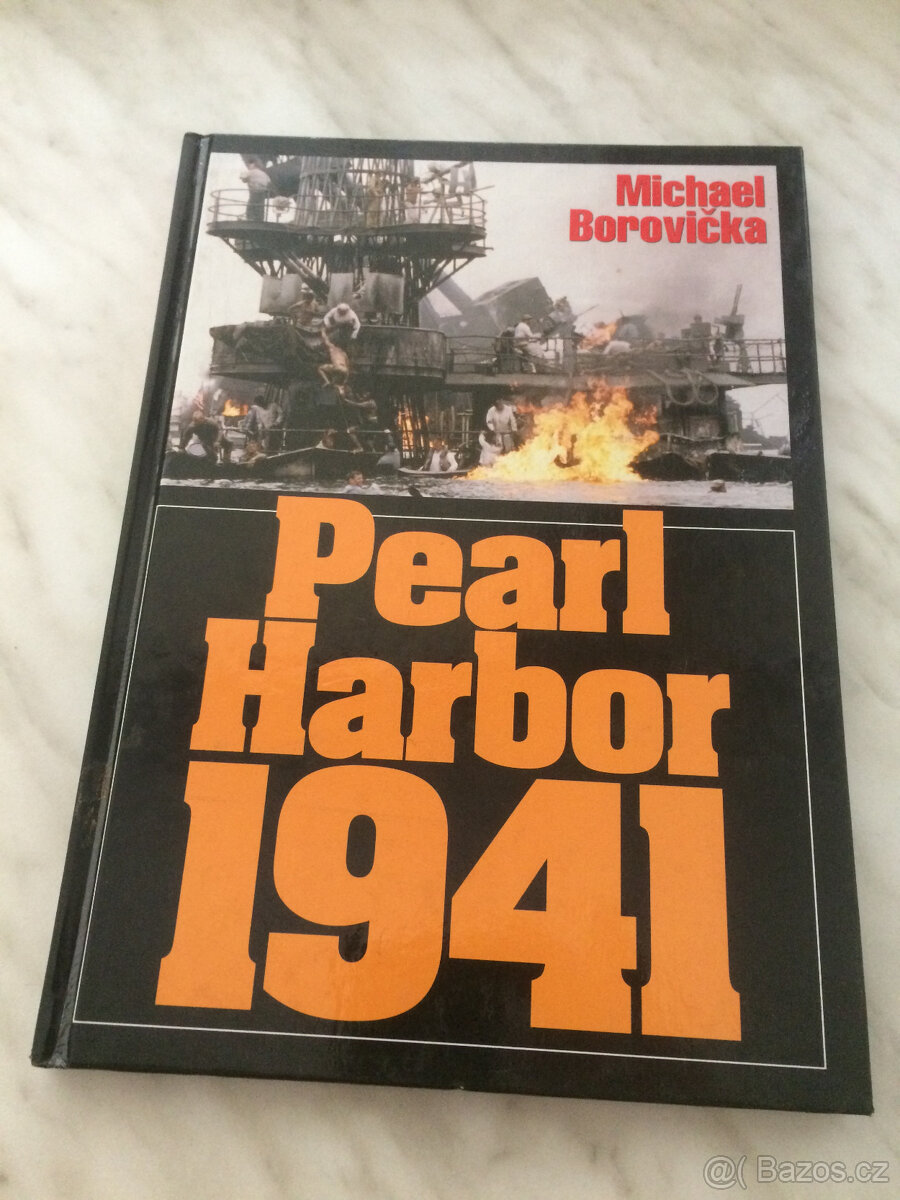 Michael
Borovička
Pearl
Harbor
1941
@( Bazos.cz